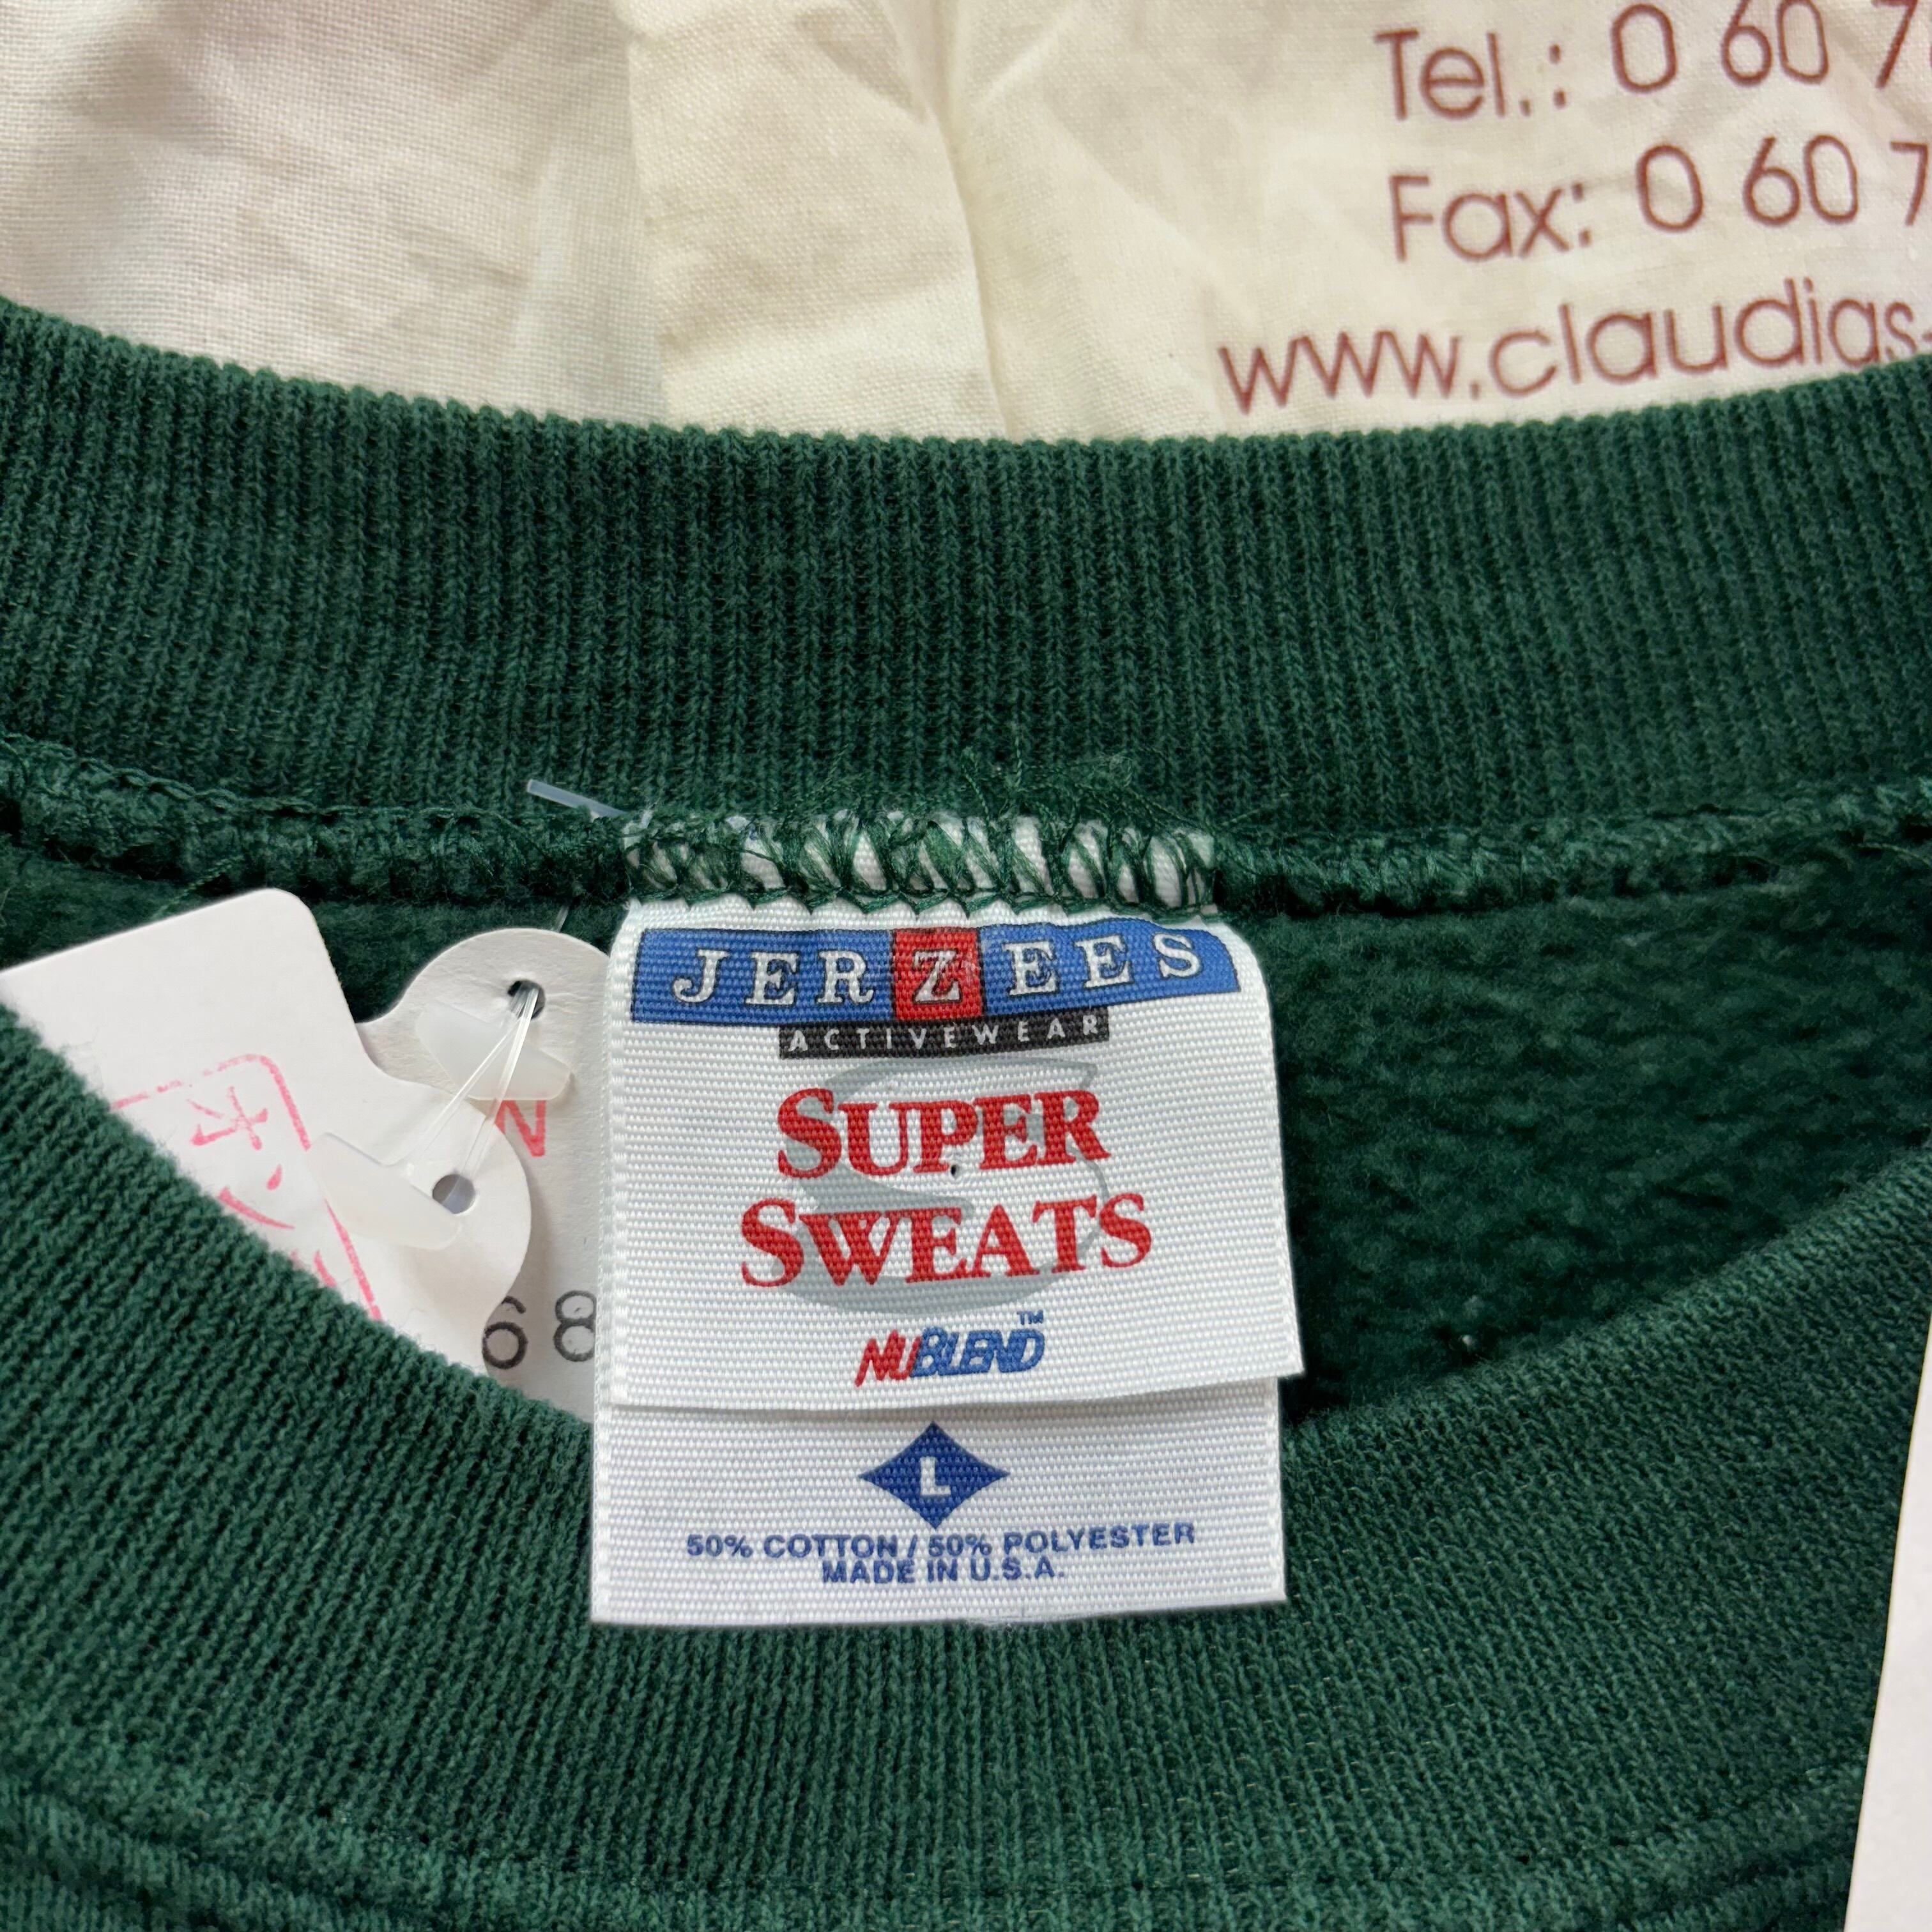 Tel.: 0 60 7
Fax: 0 60 7
www.claudias-
JERZEES
ACTIVEWEAR
SUPER
SWEATS
NUBLEND™
L
50% COTTON / 50% POLYESTER
MADE IN U.S.A.
N
68